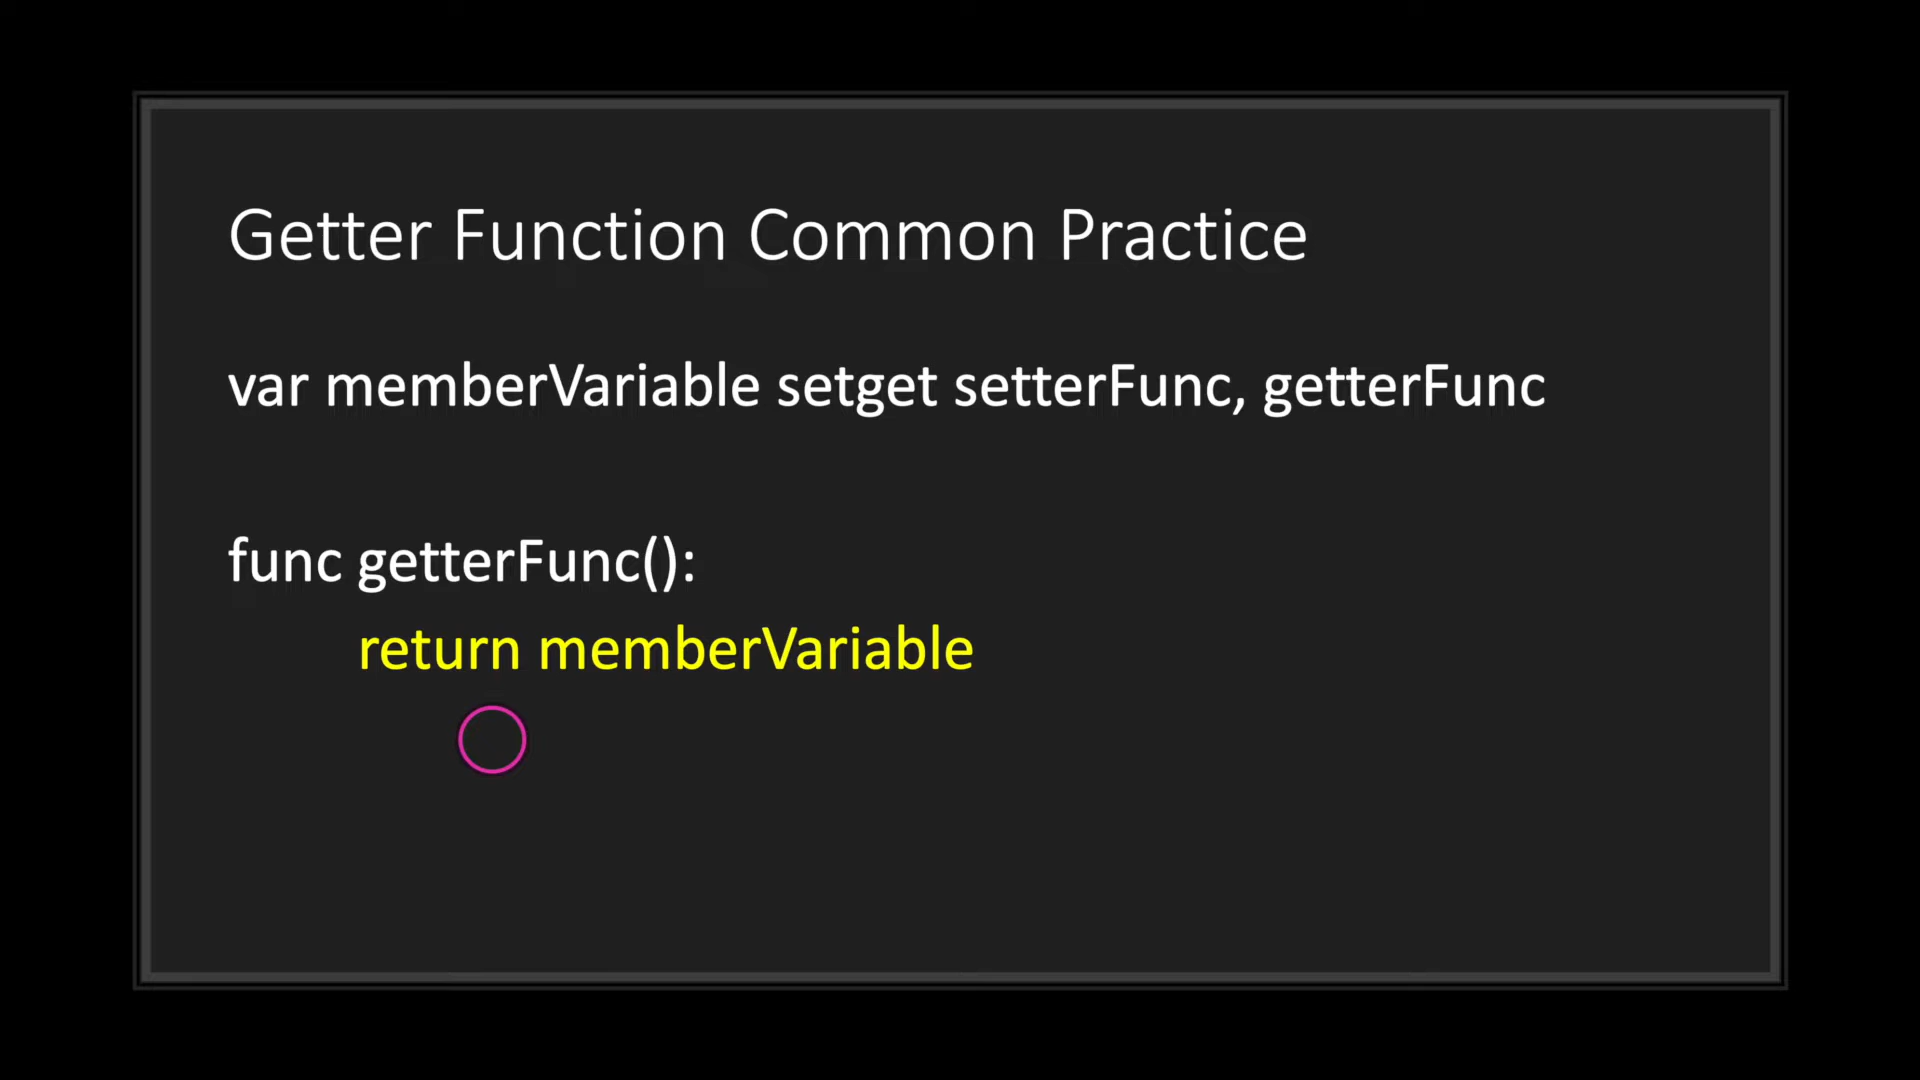 Getter Function Common Practice
var memberVariable setget setterFunc, getterFunc
func getterFunc():
return memberVariable